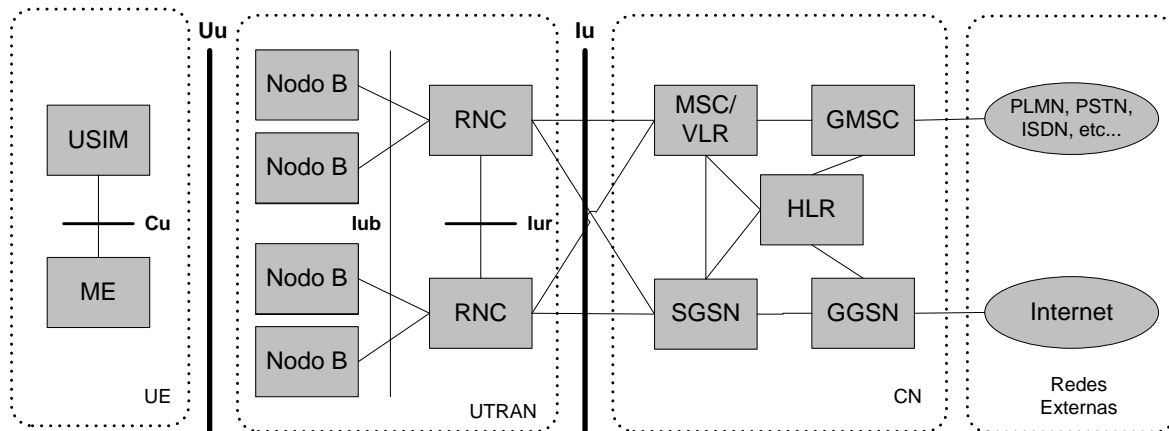 Uu
Iu
USIM
Cu
ME
UE
Nodo B
Nodo B
Nodo B
Nodo B
Iub
RNC
Iur
RNC
UTRAN
MSC/
VLR
GMSC
HLR
SGSN
GGSN
CN
PLMN, PSTN,
ISDN, etc...
Internet
Redes
Externas